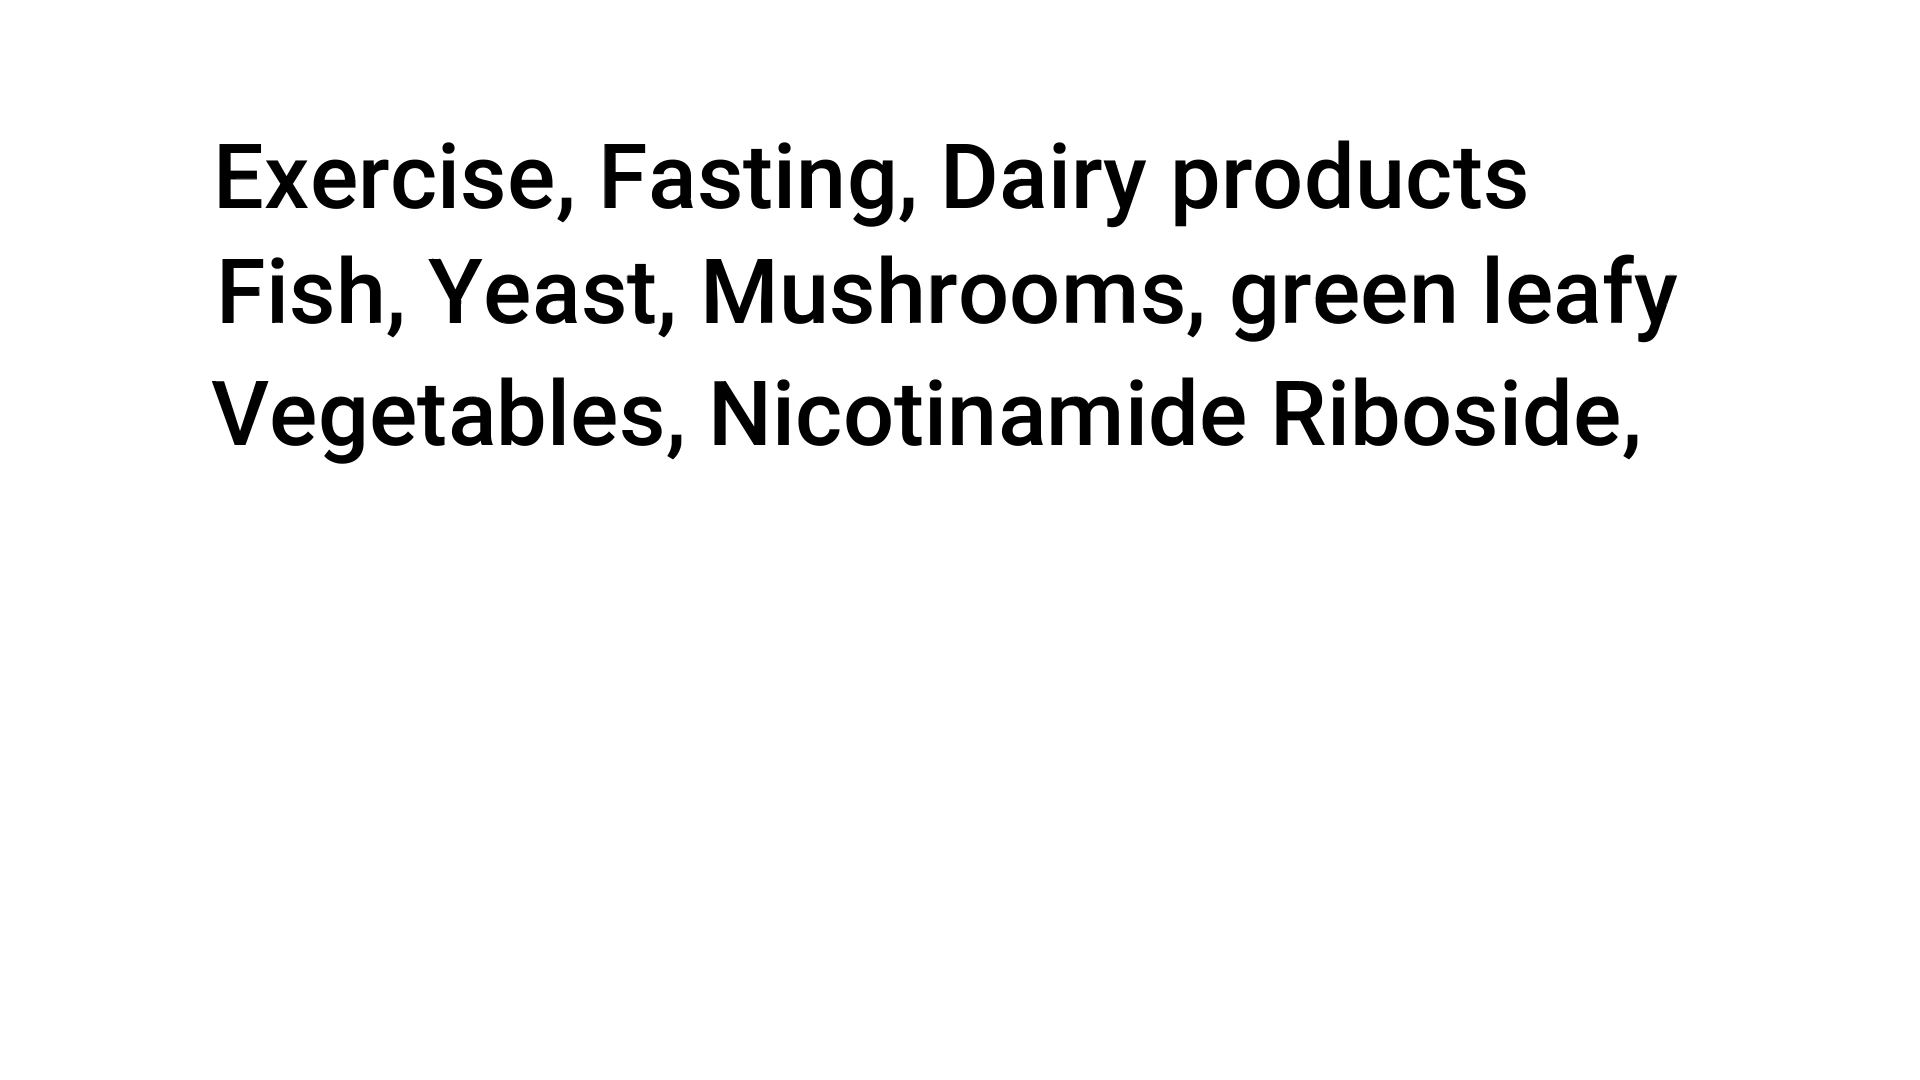 Exercise, Fasting, Dairy products
Fish, Yeast, Mushrooms, green leafy
Vegetables, Nicotinamide Riboside,